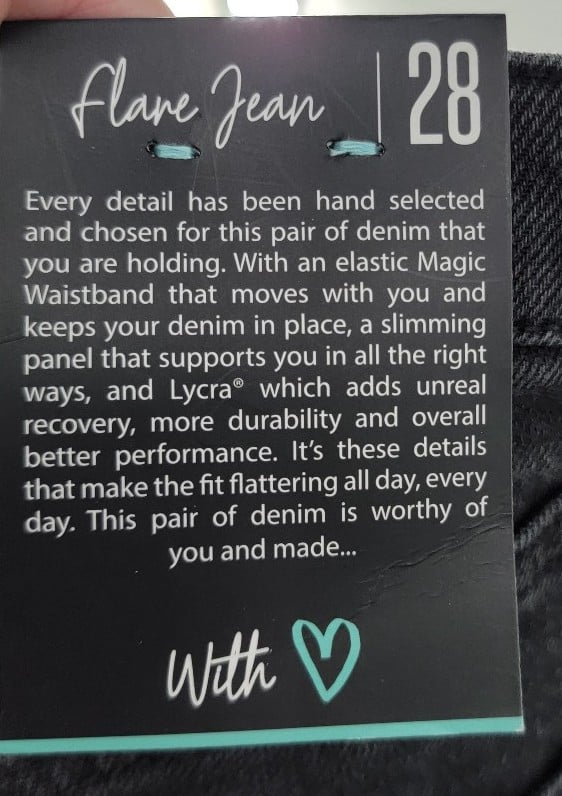 Flare Jean | 28
Every detail has been hand selected
and chosen for this pair of denim that
you are holding. With an elastic Magic
Waistband that moves with you and
keeps your denim in place, a slimming
panel that supports you in all the right
ways, and Lycra® which adds unreal
recovery, more durability and overall
better performance. It's these details
that make the fit flattering all day, every
day. This pair of denim is worthy of
you and made...
With